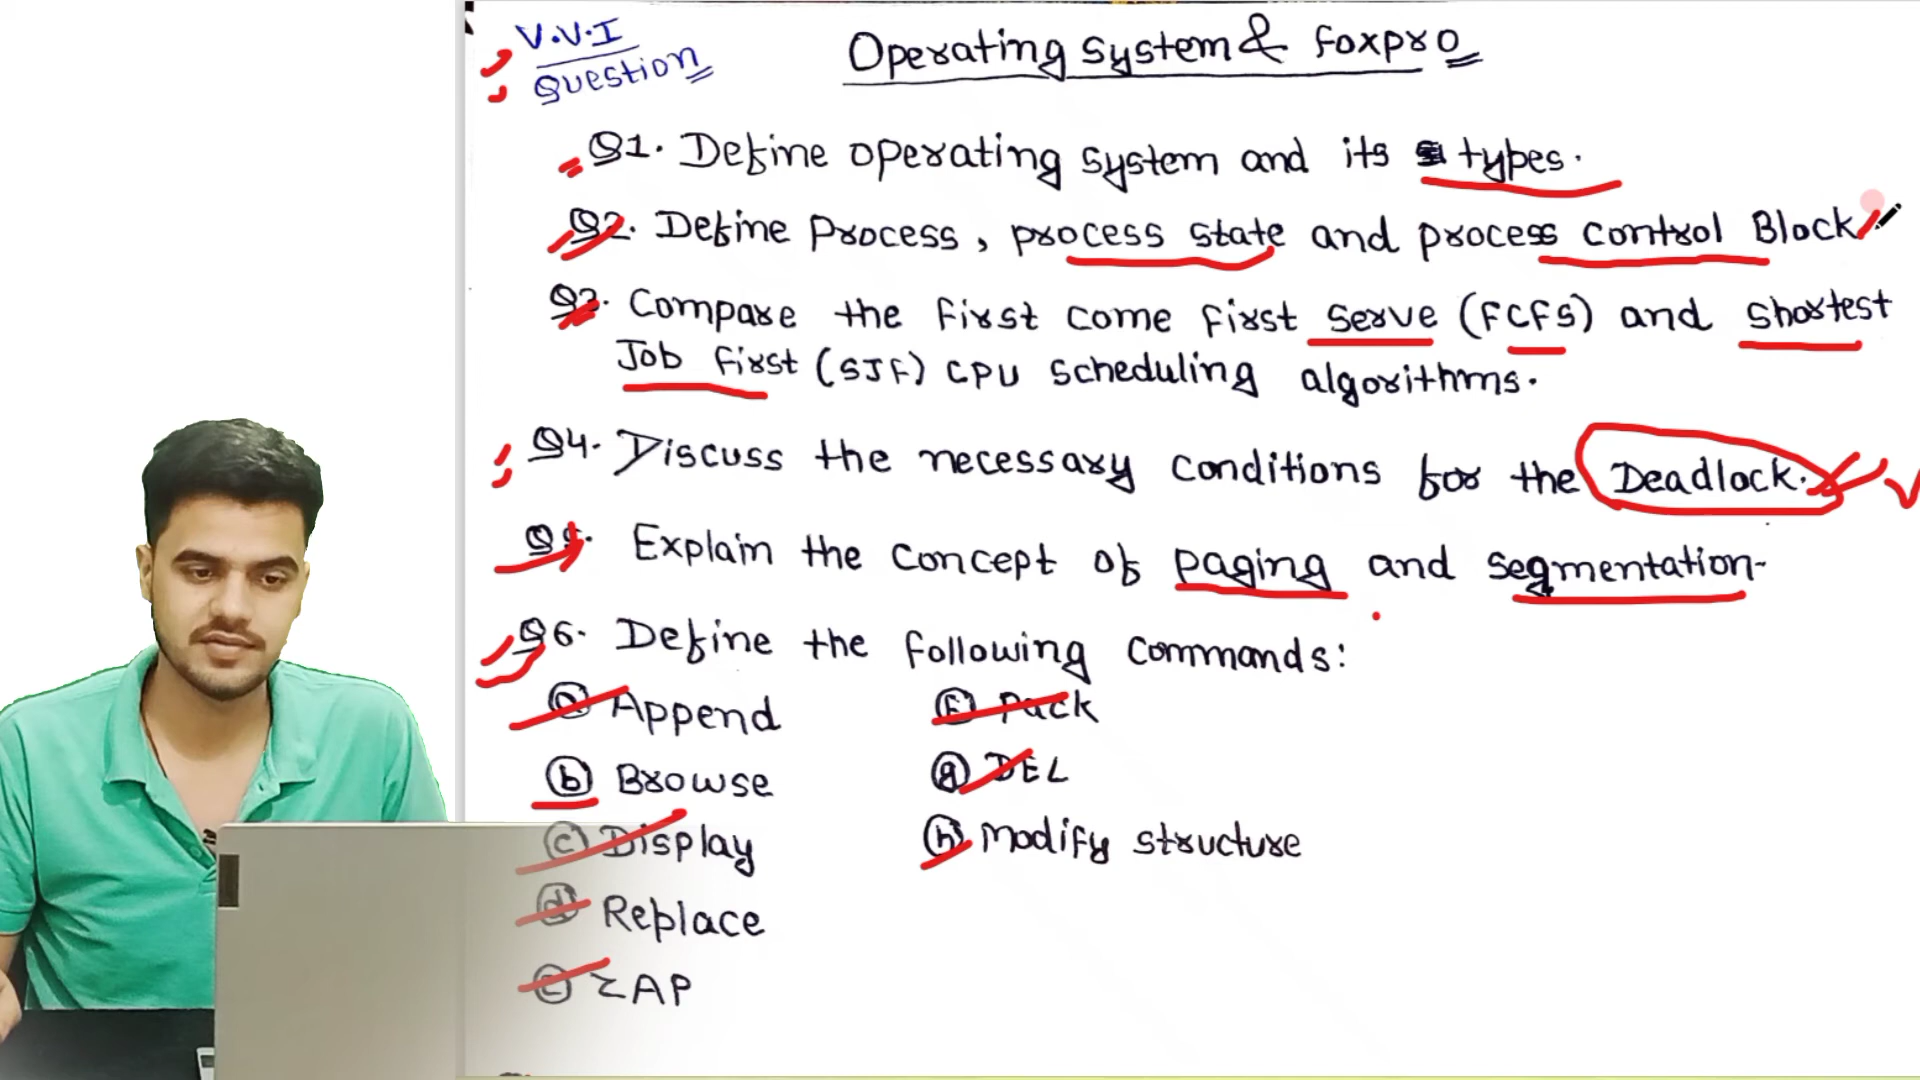 V.V.I
Question
Operating system & foxpro
Q1. Define operating system and its types.
Q2. Define Process, process state and process control Block
Q3. Compare the first come first serve (FCFS) and shortest
Job first (SJF) CPU scheduling algorithms.
Q4. Discuss the necessary conditions for the Deadlock.
Q5. Explain the concept of paging and segmentation-
Q6. Define the following commands:
(a) Append
(b) Browse
(c) Display
(d) Replace
(e) ZAP
(f) Pack
(g) DEL
(h) Modify structure